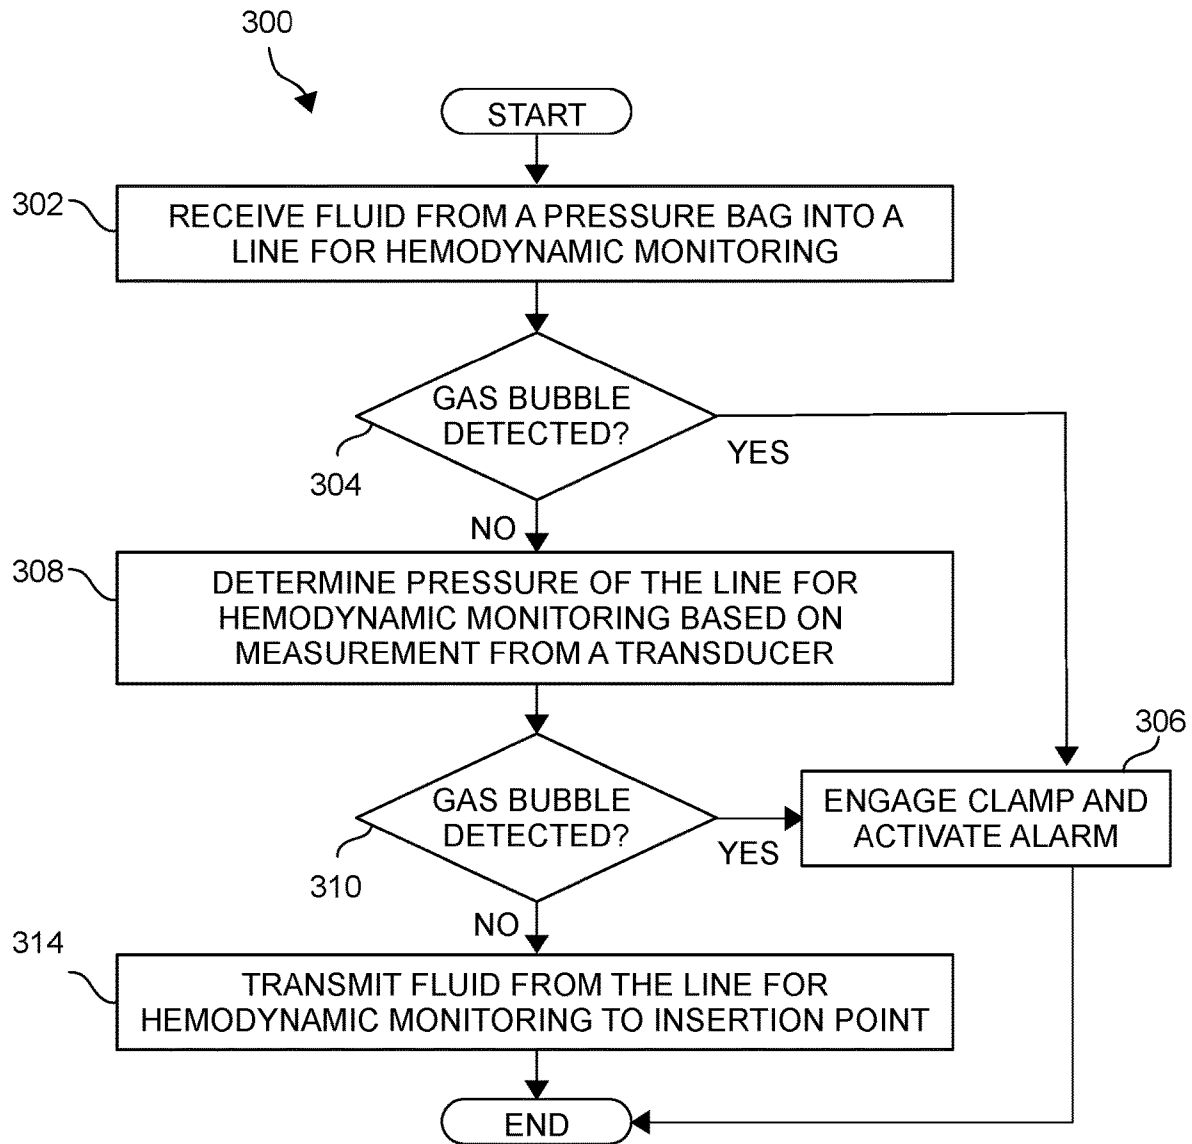 300
START
302
RECEIVE FLUID FROM A PRESSURE BAG INTO A
LINE FOR HEMODYNAMIC MONITORING
GAS BUBBLE
DETECTED?
304
YES
NO
308
DETERMINE PRESSURE OF THE LINE FOR
HEMODYNAMIC MONITORING BASED ON
MEASUREMENT FROM A TRANSDUCER
306
GAS BUBBLE
DETECTED?
310
YES
ENGAGE CLAMP AND
ACTIVATE ALARM
NO
314
TRANSMIT FLUID FROM THE LINE FOR
HEMODYNAMIC MONITORING TO INSERTION POINT
END